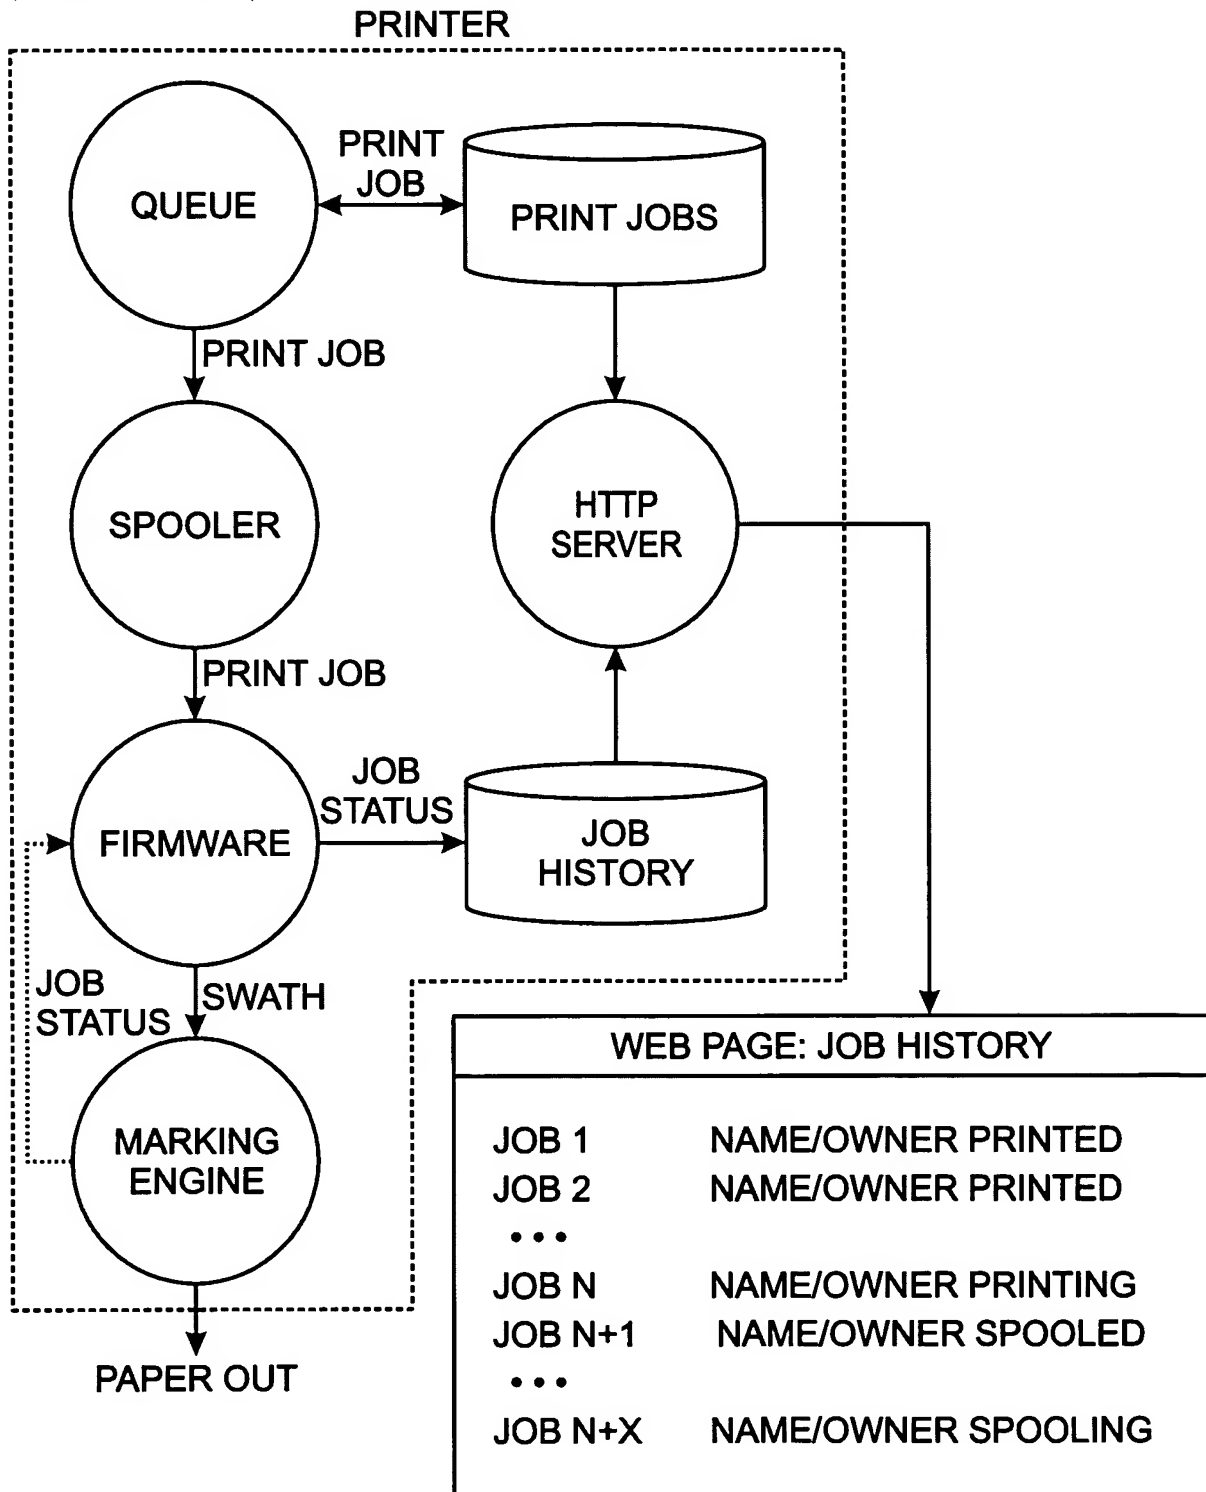 PRINTER
QUEUE
PRINT
JOB
PRINT JOBS
PRINT JOB
SPOOLER
HTTP
SERVER
PRINT JOB
FIRMWARE
JOB
STATUS
JOB
HISTORY
JOB
STATUS
SWATH
MARKING
ENGINE
PAPER OUT
WEB PAGE: JOB HISTORY
JOB 1 NAME/OWNER PRINTED
JOB 2 NAME/OWNER PRINTED
•••
JOB N NAME/OWNER PRINTING
JOB N+1 NAME/OWNER SPOOLED
•••
JOB N+X NAME/OWNER SPOOLING